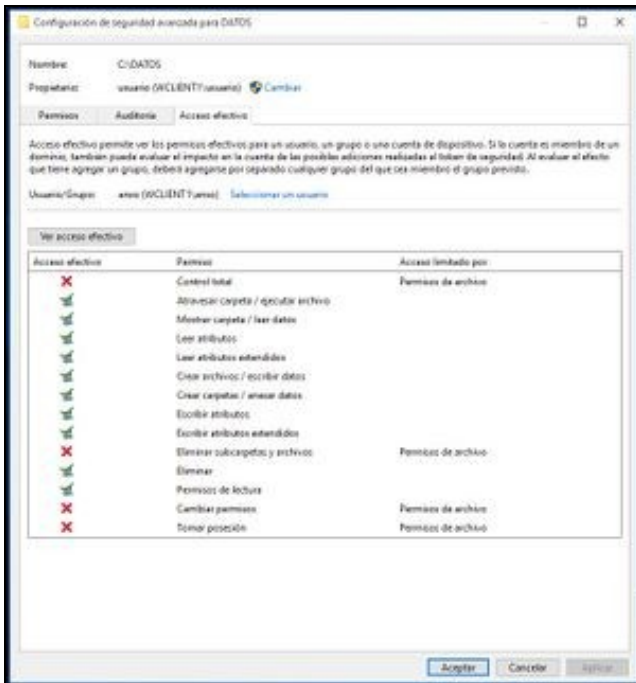 Configuración de seguridad avanzada para DATOS
Nombre: C:\DATOS
Propietario: usuario (WCLIENT1\usuario) Cambiar
Permisos Auditoría Acceso efectivo
Acceso efectivo permite ver los permisos efectivos para un usuario, un grupo o una cuenta de dispositivo. Si la cuenta es miembro de un
dominio, también puede evaluar el impacto en la cuenta de las posibles adiciones realizadas al token de seguridad. Al evaluar el efecto
que tiene agregar un grupo, deberá agregarse por separado cualquier grupo del que sea miembro el grupo previsto.
Usuario/Grupo: Seleccionar un usuario
Ver acceso efectivo
Acceso efectivo Permiso Acceso limitado por
Control total Permisos de archivo
Atravesar carpeta / ejecutar archivo
Mostrar carpeta / leer datos
Leer atributos
Leer atributos extendidos
Crear archivos / escribir datos
Crear carpetas / anexar datos
Escribir atributos
Escribir atributos extendidos
Eliminar subcarpetas y archivos Permisos de archivo
Eliminar
Permisos de lectura
Cambiar permisos Permisos de archivo
Tomar posesión Permisos de archivo
Aceptar Cancelar Aplicar